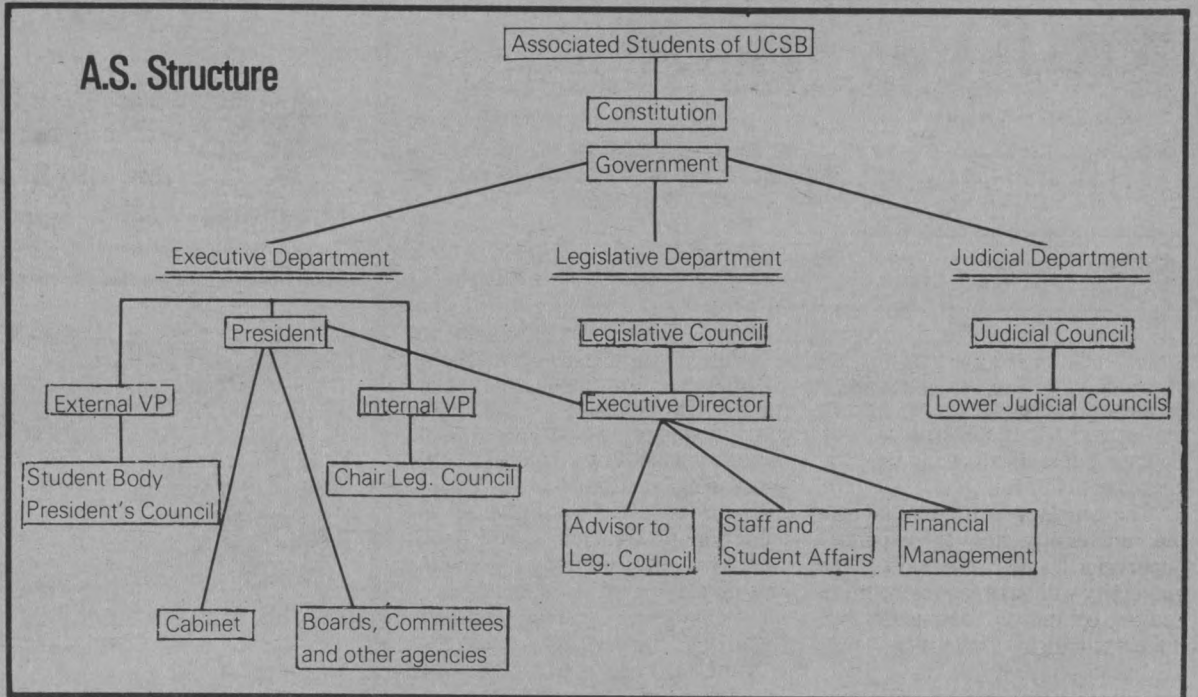 A.S. Structure
Associated Students of UCSB
Constitution
Government
Executive Department
Legislative Department
Judicial Department
President
Legislative Council
Judicial Council
External VP
Internal VP
Executive Director
Lower Judicial Councils
Student Body
President's Council
Chair Leg. Council
Advisor to
Leg. Council
Staff and
Student Affairs
Financial
Management
Cabinet
Boards, Committees
and other agencies